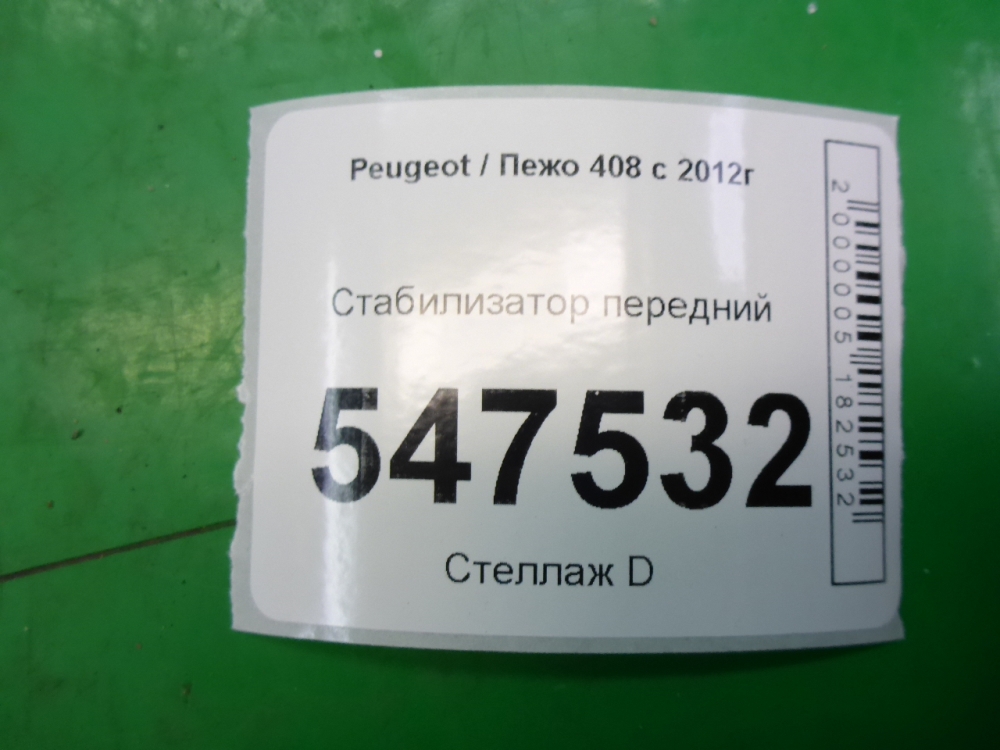 Peugeot / Пежо 408 с 2012г
Стабилизатор передний
547532
Стеллаж D
2000005182532